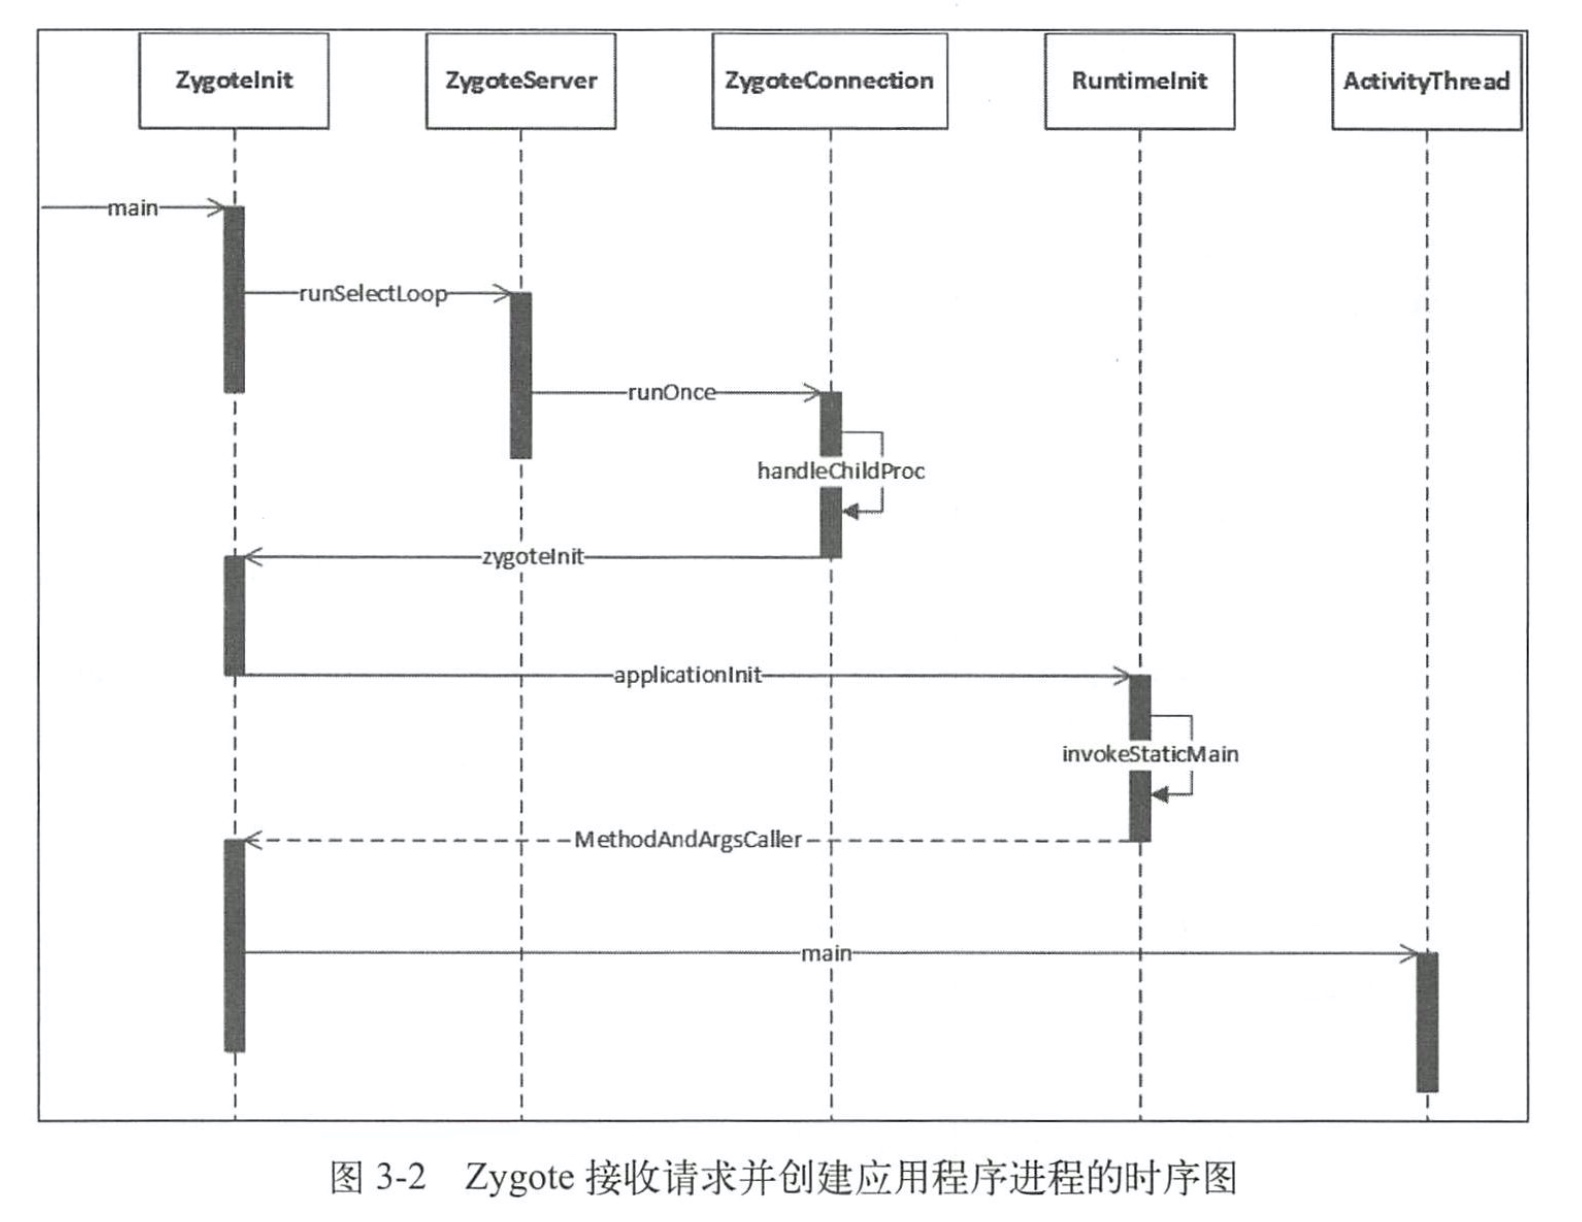 ZygoteInit
ZygoteServer
ZygoteConnection
RuntimeInit
ActivityThread
main
runSelectLoop
runOnce
handleChildProc
zygoteInit
applicationInit
invokeStaticMain
MethodAndArgsCaller
main
图 3-2 Zygote 接收请求并创建应用程序进程的时序图